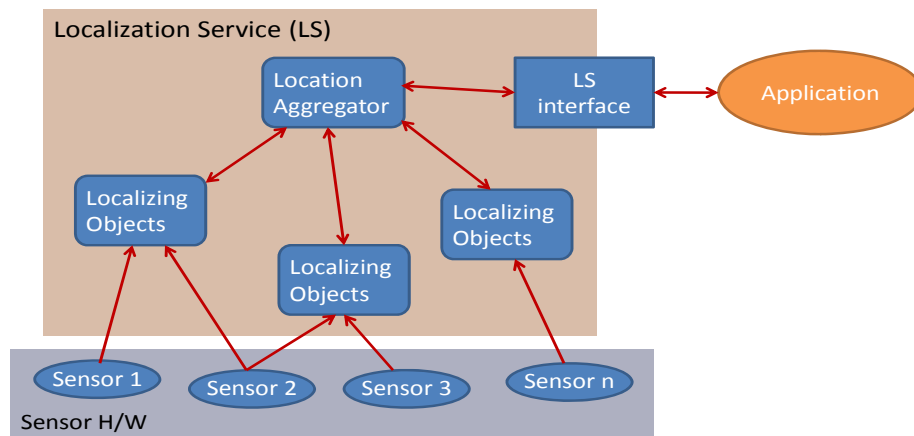 Localization Service (LS)
Location
Aggregator
LS
interface
Application
Localizing
Objects
Localizing
Objects
Localizing
Objects
Sensor 1
Sensor 2
Sensor 3
Sensor n
Sensor H/W